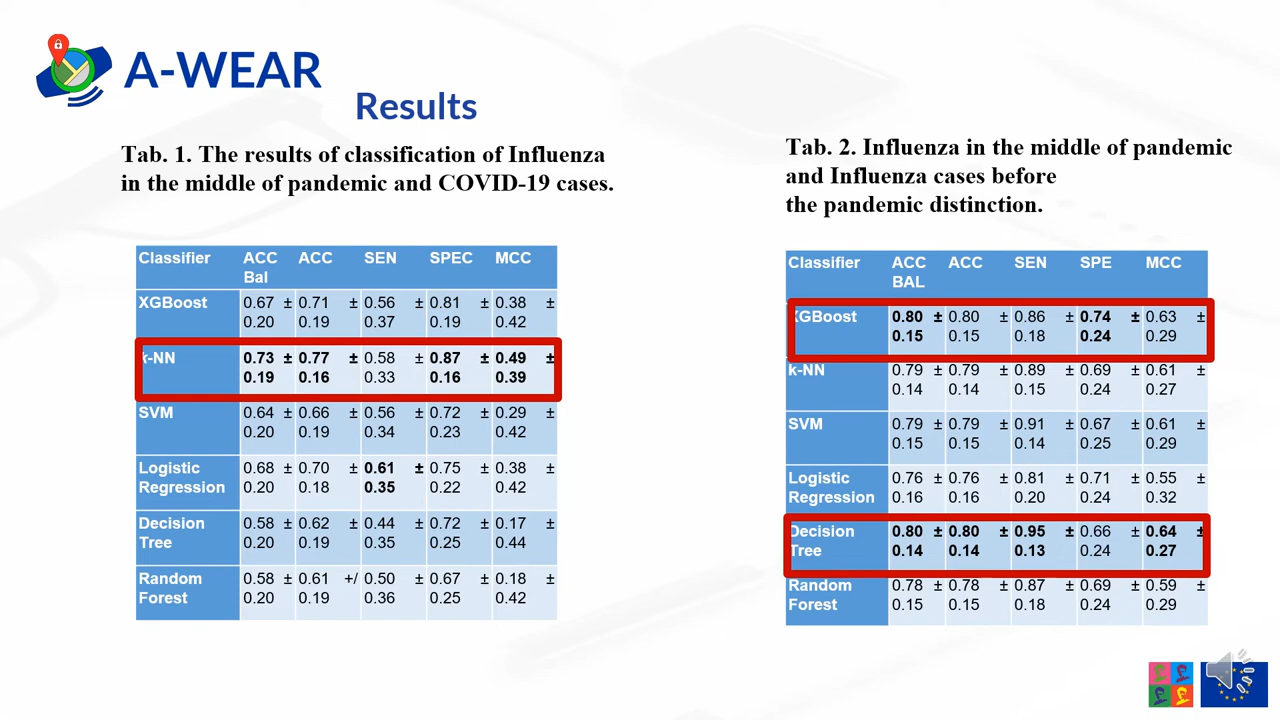 A-WEAR
Results
Tab. 1. The results of classification of Influenza
in the middle of pandemic and COVID-19 cases.
Classifier ACC Bal ACC SEN SPEC MCC
XGBoost 0.67 ± 0.20 0.71 ± 0.19 0.56 ± 0.37 0.81 ± 0.19 0.38 ± 0.42
k-NN 0.73 ± 0.19 0.77 ± 0.16 0.58 ± 0.33 0.87 ± 0.16 0.49 ± 0.39
SVM 0.64 ± 0.20 0.66 ± 0.19 0.56 ± 0.34 0.72 ± 0.23 0.29 ± 0.42
Logistic Regression 0.68 ± 0.20 0.70 ± 0.18 0.61 ± 0.35 0.75 ± 0.22 0.38 ± 0.42
Decision Tree 0.58 ± 0.20 0.62 ± 0.19 0.44 ± 0.35 0.72 ± 0.25 0.17 ± 0.44
Random Forest 0.58 ± 0.20 0.61 +/ 0.19 0.50 ± 0.36 0.67 ± 0.25 0.18 ± 0.42
Tab. 2. Influenza in the middle of pandemic
and Influenza cases before
the pandemic distinction.
Classifier ACC BAL ACC SEN SPE MCC
XGBoost 0.80 ± 0.15 0.80 ± 0.15 0.86 ± 0.18 0.74 ± 0.24 0.63 ± 0.29
k-NN 0.79 ± 0.14 0.79 ± 0.14 0.89 ± 0.15 0.69 ± 0.24 0.61 ± 0.27
SVM 0.79 ± 0.15 0.79 ± 0.15 0.91 ± 0.14 0.67 ± 0.25 0.61 ± 0.29
Logistic Regression 0.76 ± 0.16 0.76 ± 0.16 0.81 ± 0.20 0.71 ± 0.24 0.55 ± 0.32
Decision Tree 0.80 ± 0.14 0.80 ± 0.14 0.95 ± 0.13 0.66 ± 0.24 0.64 ± 0.27
Random Forest 0.78 ± 0.15 0.78 ± 0.15 0.87 ± 0.18 0.69 ± 0.24 0.59 ± 0.29